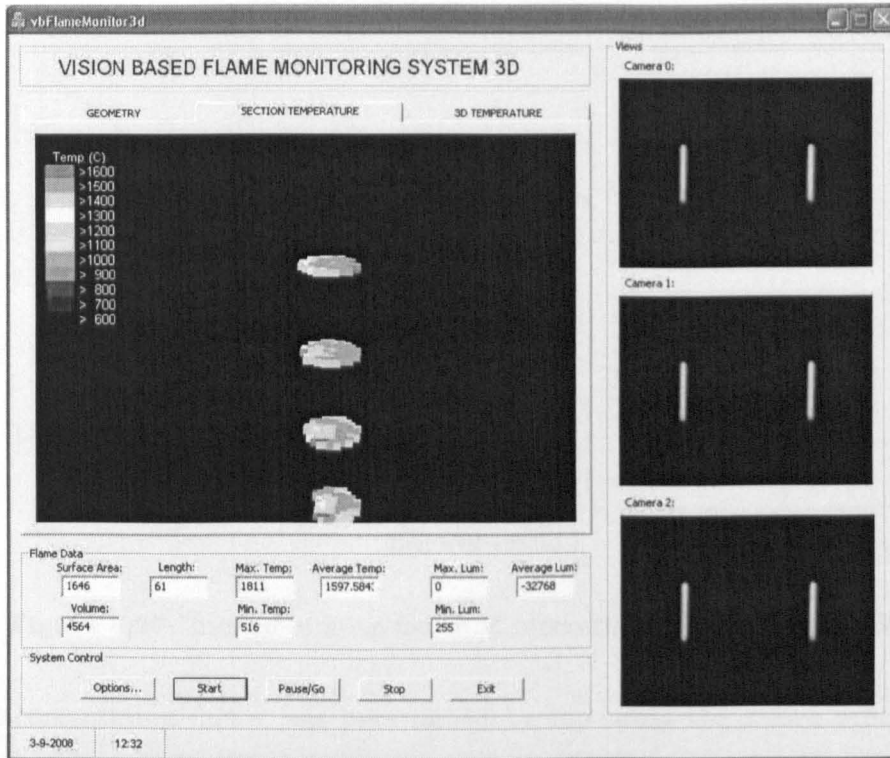 vbFlameMonitor3d
VISION BASED FLAME MONITORING SYSTEM 3D
GEOMETRY
SECTION TEMPERATURE
3D TEMPERATURE
Temp (C)
>1600
>1500
>1400
>1300
>1200
>1100
>1000
> 900
> 800
> 700
> 600
Flame Data
Surface Area:
Length:
Max. Temp:
Average Temp:
Max. Lum:
Average Lum:
1646
61
1811
1597.584
0
-32768
Volume:
Min. Temp:
Min. Lum:
4564
516
255
System Control
Options...
Start
Pause/Go
Stop
Exit
3-9-2008
12:32
Views
Camera 0:
Camera 1:
Camera 2: